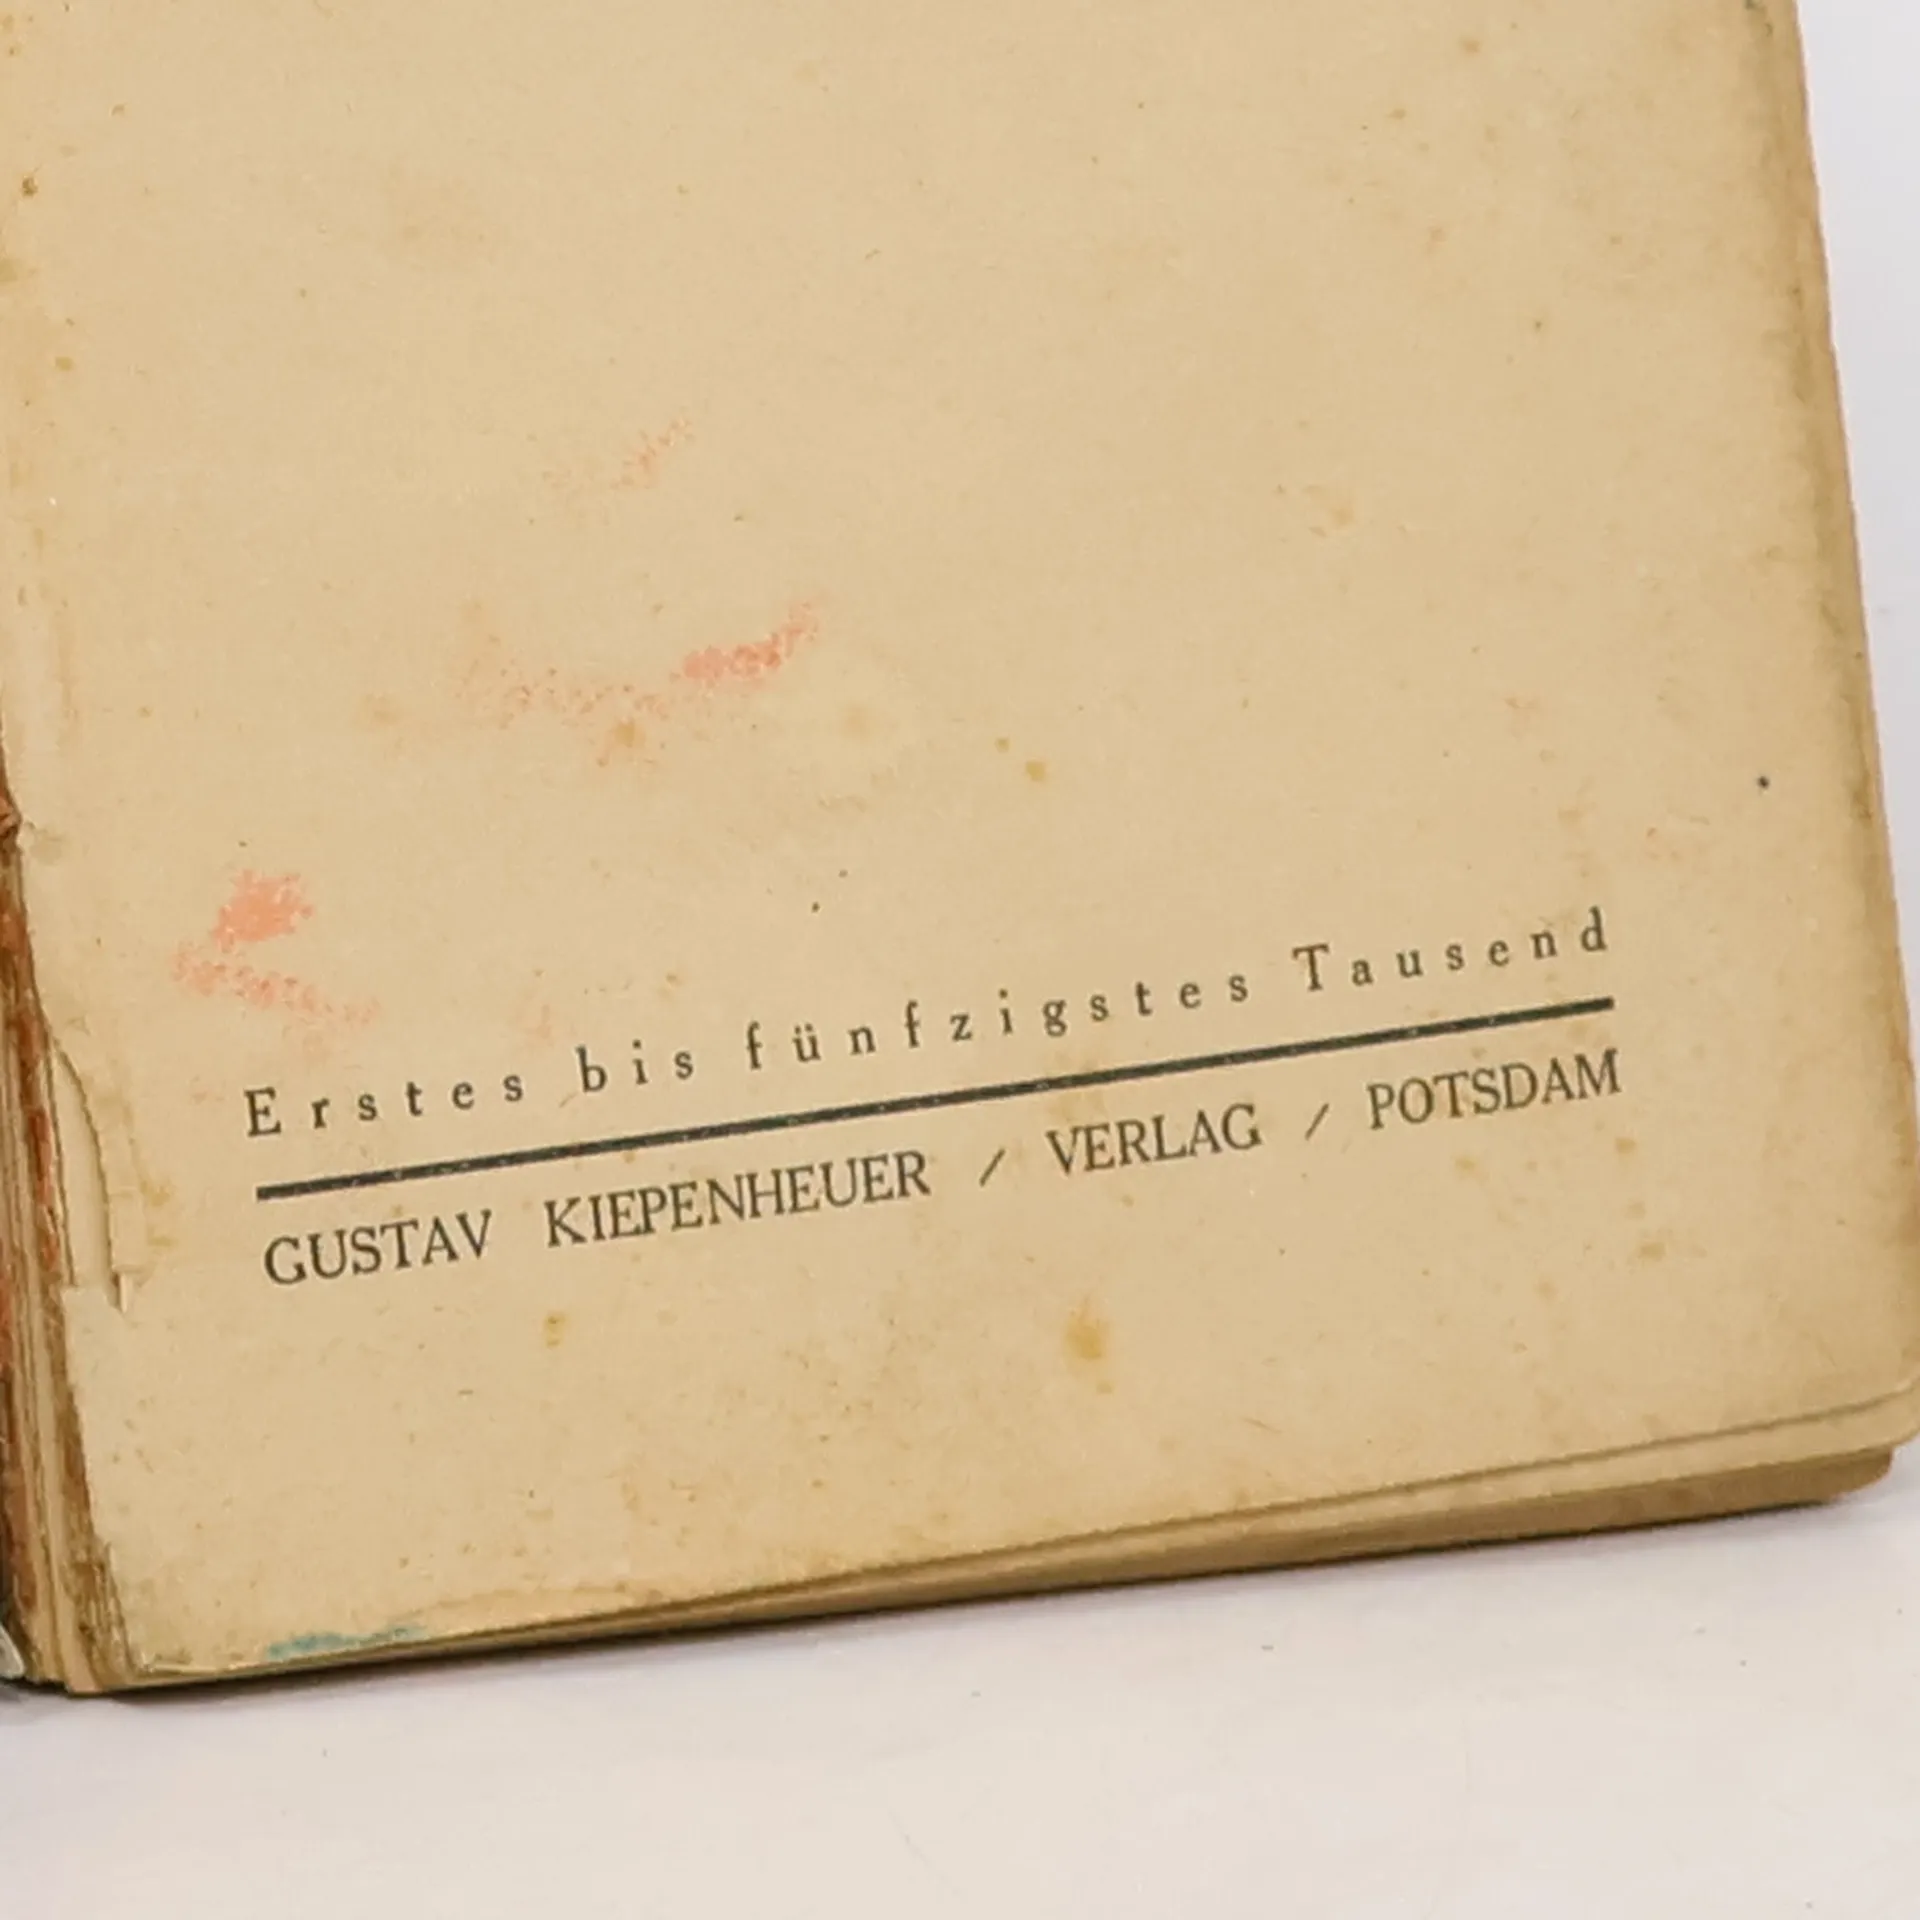 Erstes bis fünfzigstes Tausend
GUSTAV KIEPENHEUER / VERLAG / POTSDAM